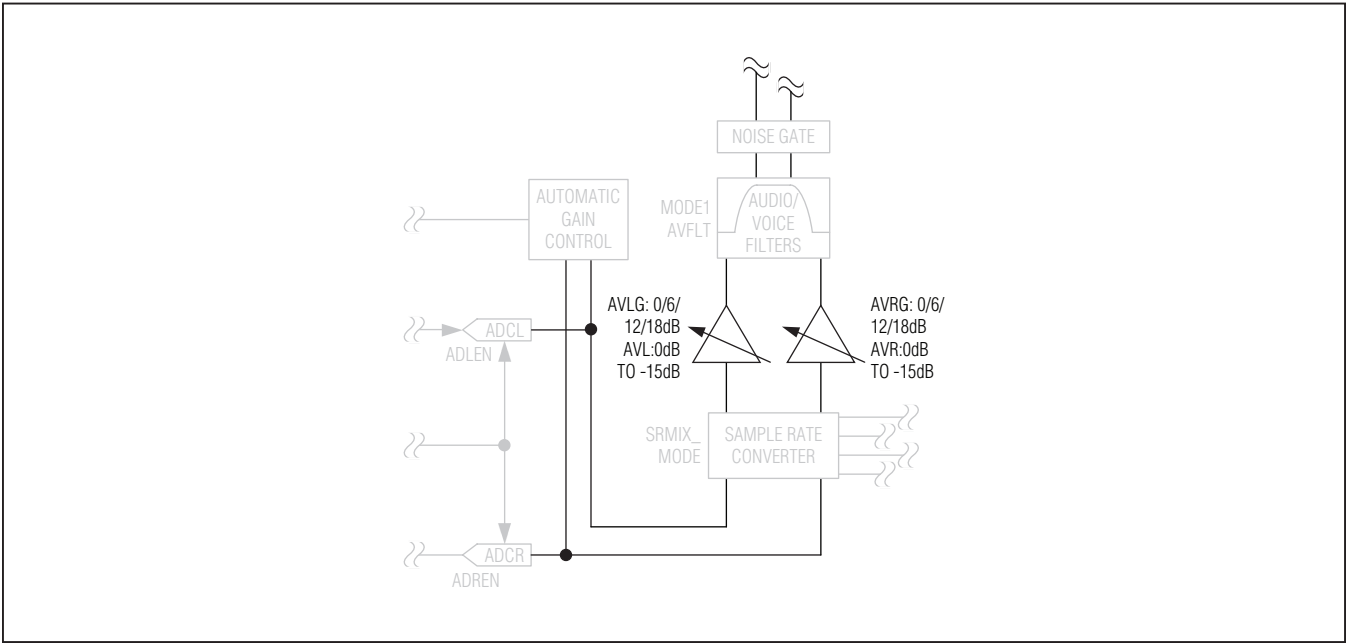 NOISE GATE
AUTOMATIC
GAIN
CONTROL
MODE1
AVFLT
AUDIO/
VOICE
FILTERS
AVLG: 0/6/
12/18dB
AVL:0dB
TO -15dB
AVRG: 0/6/
12/18dB
AVR:0dB
TO -15dB
ADCL
ADLEN
SRMIX_
MODE
SAMPLE RATE
CONVERTER
ADCR
ADREN